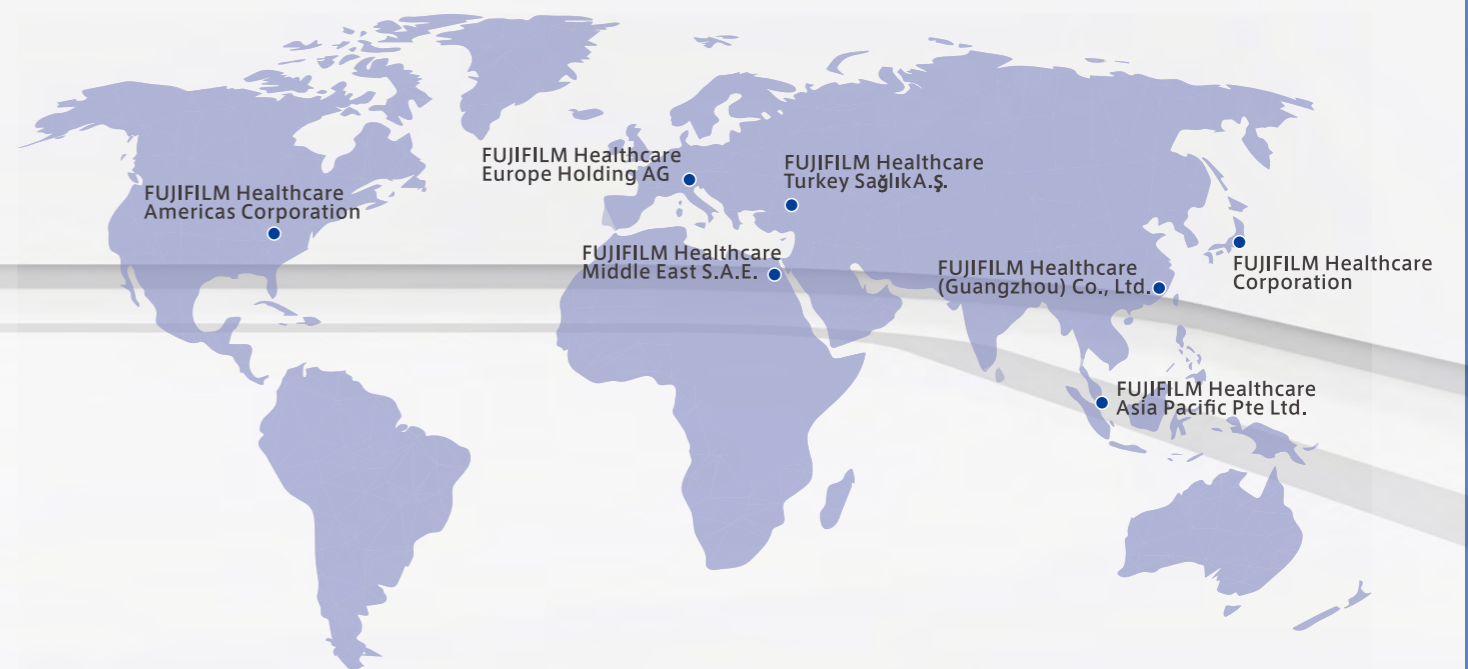 FUJIFILM Healthcare
Europe Holding AG
FUJIFILM Healthcare
Turkey SağlıkA.Ş.
FUJIFILM Healthcare
Americas Corporation
FUJIFILM Healthcare
Middle East S.A.E.
FUJIFILM Healthcare
(Guangzhou) Co., Ltd.
FUJIFILM Healthcare
Corporation
FUJIFILM Healthcare
Asia Pacific Pte Ltd.